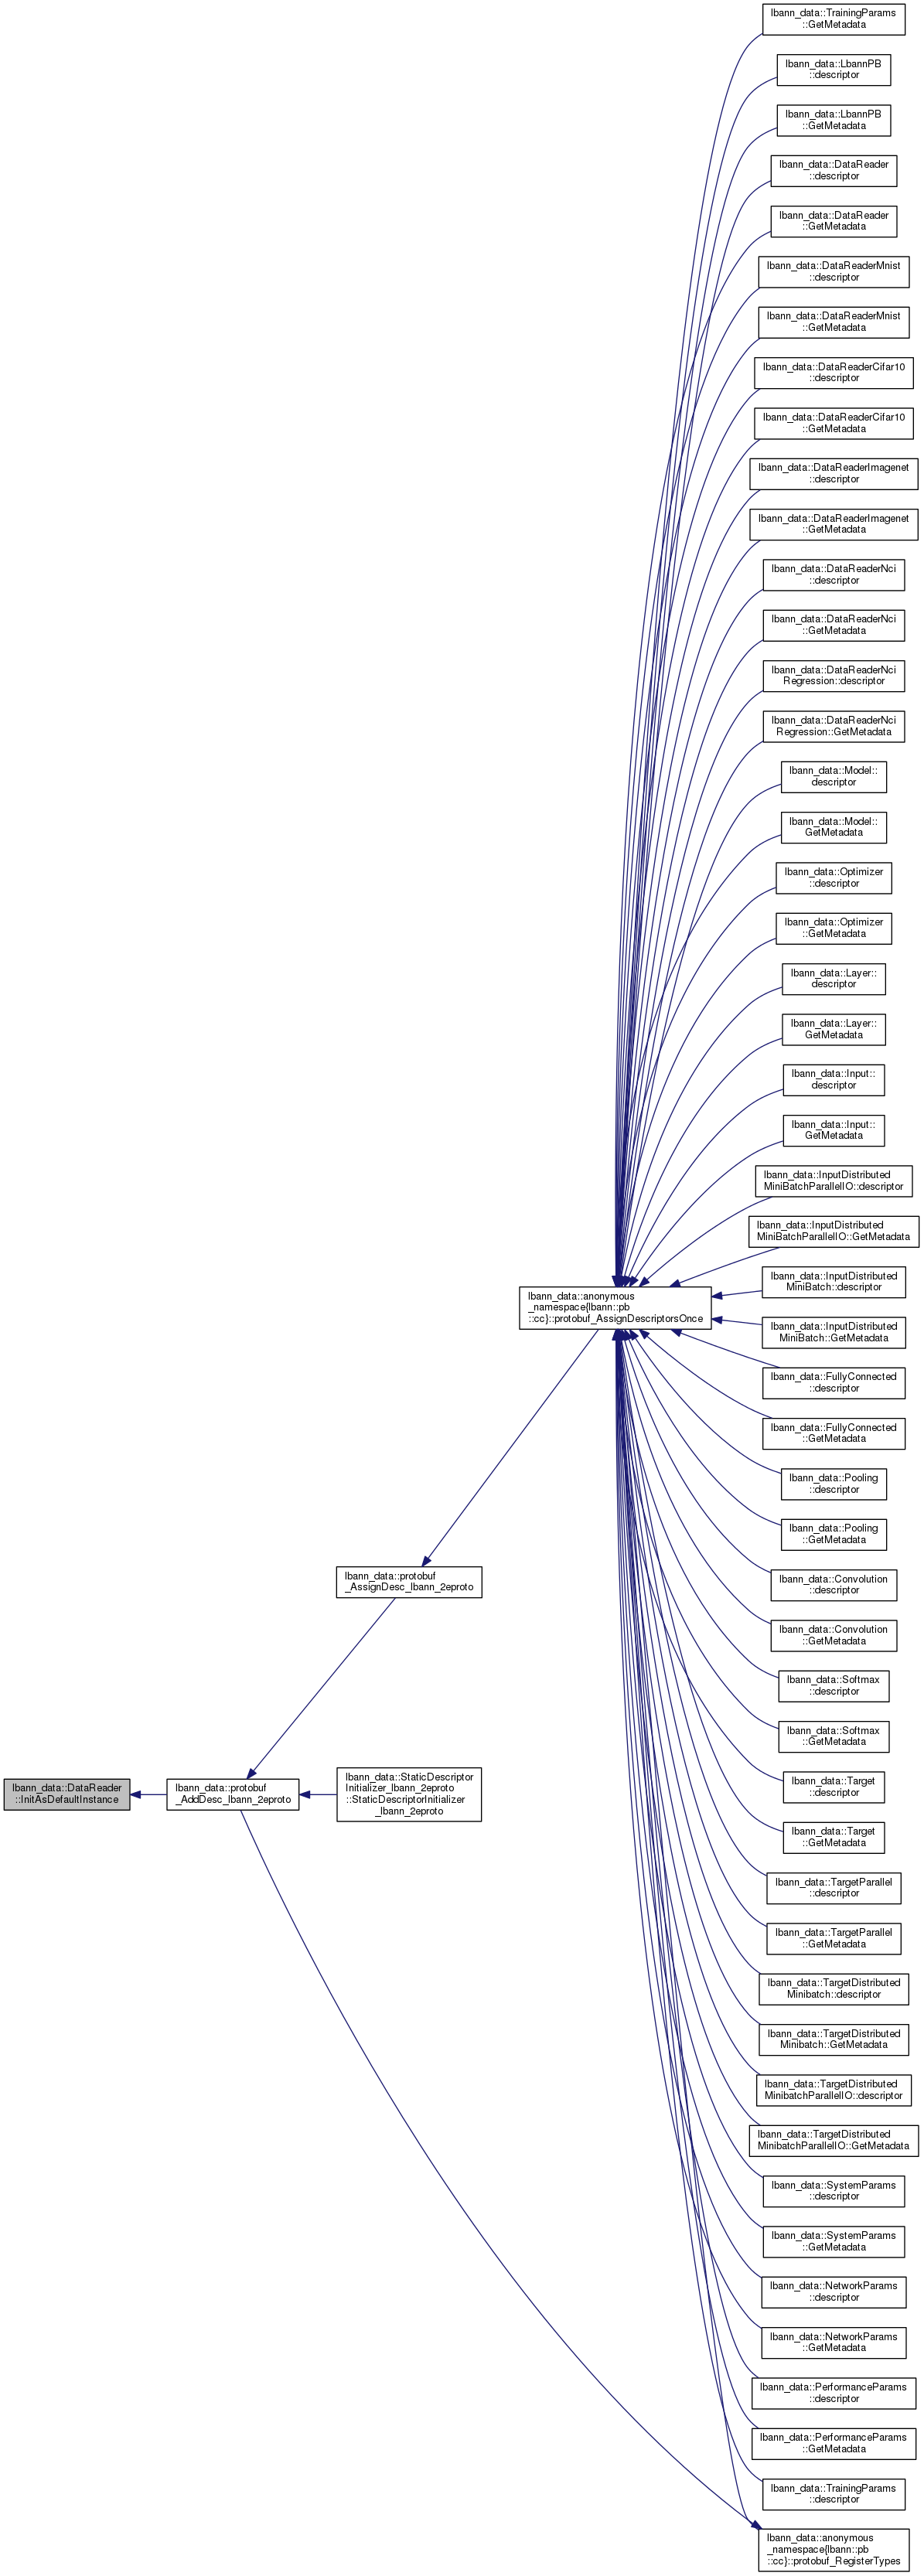 lbann_data::TrainingParams
::GetMetadata
lbann_data::LbannPB
::descriptor
lbann_data::LbannPB
::GetMetadata
lbann_data::DataReader
::descriptor
lbann_data::DataReader
::GetMetadata
lbann_data::DataReaderMnist
::descriptor
lbann_data::DataReaderMnist
::GetMetadata
lbann_data::DataReaderCifar10
::descriptor
lbann_data::DataReaderCifar10
::GetMetadata
lbann_data::DataReaderImagenet
::descriptor
lbann_data::DataReaderImagenet
::GetMetadata
lbann_data::DataReaderNci
::descriptor
lbann_data::DataReaderNci
::GetMetadata
lbann_data::DataReaderNci
Regression::descriptor
lbann_data::DataReaderNci
Regression::GetMetadata
lbann_data::Model::
descriptor
lbann_data::Model::
GetMetadata
lbann_data::Optimizer
::descriptor
lbann_data::Optimizer
::GetMetadata
lbann_data::Layer::
descriptor
lbann_data::Layer::
GetMetadata
lbann_data::Input::
descriptor
lbann_data::Input::
GetMetadata
lbann_data::InputDistributed
MiniBatchParallelIO::descriptor
lbann_data::InputDistributed
MiniBatchParallelIO::GetMetadata
lbann_data::InputDistributed
MiniBatch::descriptor
lbann_data::anonymous
_namespace{lbann::pb
::cc}::protobuf_AssignDescriptorsOnce
lbann_data::InputDistributed
MiniBatch::GetMetadata
lbann_data::FullyConnected
::descriptor
lbann_data::FullyConnected
::GetMetadata
lbann_data::Pooling
::descriptor
lbann_data::Pooling
::GetMetadata
lbann_data::protobuf
_AssignDesc_lbann_2eproto
lbann_data::Convolution
::descriptor
lbann_data::Convolution
::GetMetadata
lbann_data::Softmax
::descriptor
lbann_data::Softmax
::GetMetadata
lbann_data::DataReader
::InitAsDefaultInstance
lbann_data::protobuf
_AddDesc_lbann_2eproto
lbann_data::StaticDescriptor
Initializer_lbann_2eproto
::StaticDescriptorInitializer
_lbann_2eproto
lbann_data::Target
::descriptor
lbann_data::Target
::GetMetadata
lbann_data::TargetParallel
::descriptor
lbann_data::TargetParallel
::GetMetadata
lbann_data::TargetDistributed
Minibatch::descriptor
lbann_data::TargetDistributed
Minibatch::GetMetadata
lbann_data::TargetDistributed
MinibatchParallelIO::descriptor
lbann_data::TargetDistributed
MinibatchParallelIO::GetMetadata
lbann_data::SystemParams
::descriptor
lbann_data::SystemParams
::GetMetadata
lbann_data::NetworkParams
::descriptor
lbann_data::NetworkParams
::GetMetadata
lbann_data::PerformanceParams
::descriptor
lbann_data::PerformanceParams
::GetMetadata
lbann_data::TrainingParams
::descriptor
lbann_data::anonymous
_namespace{lbann::pb
::cc}::protobuf_RegisterTypes